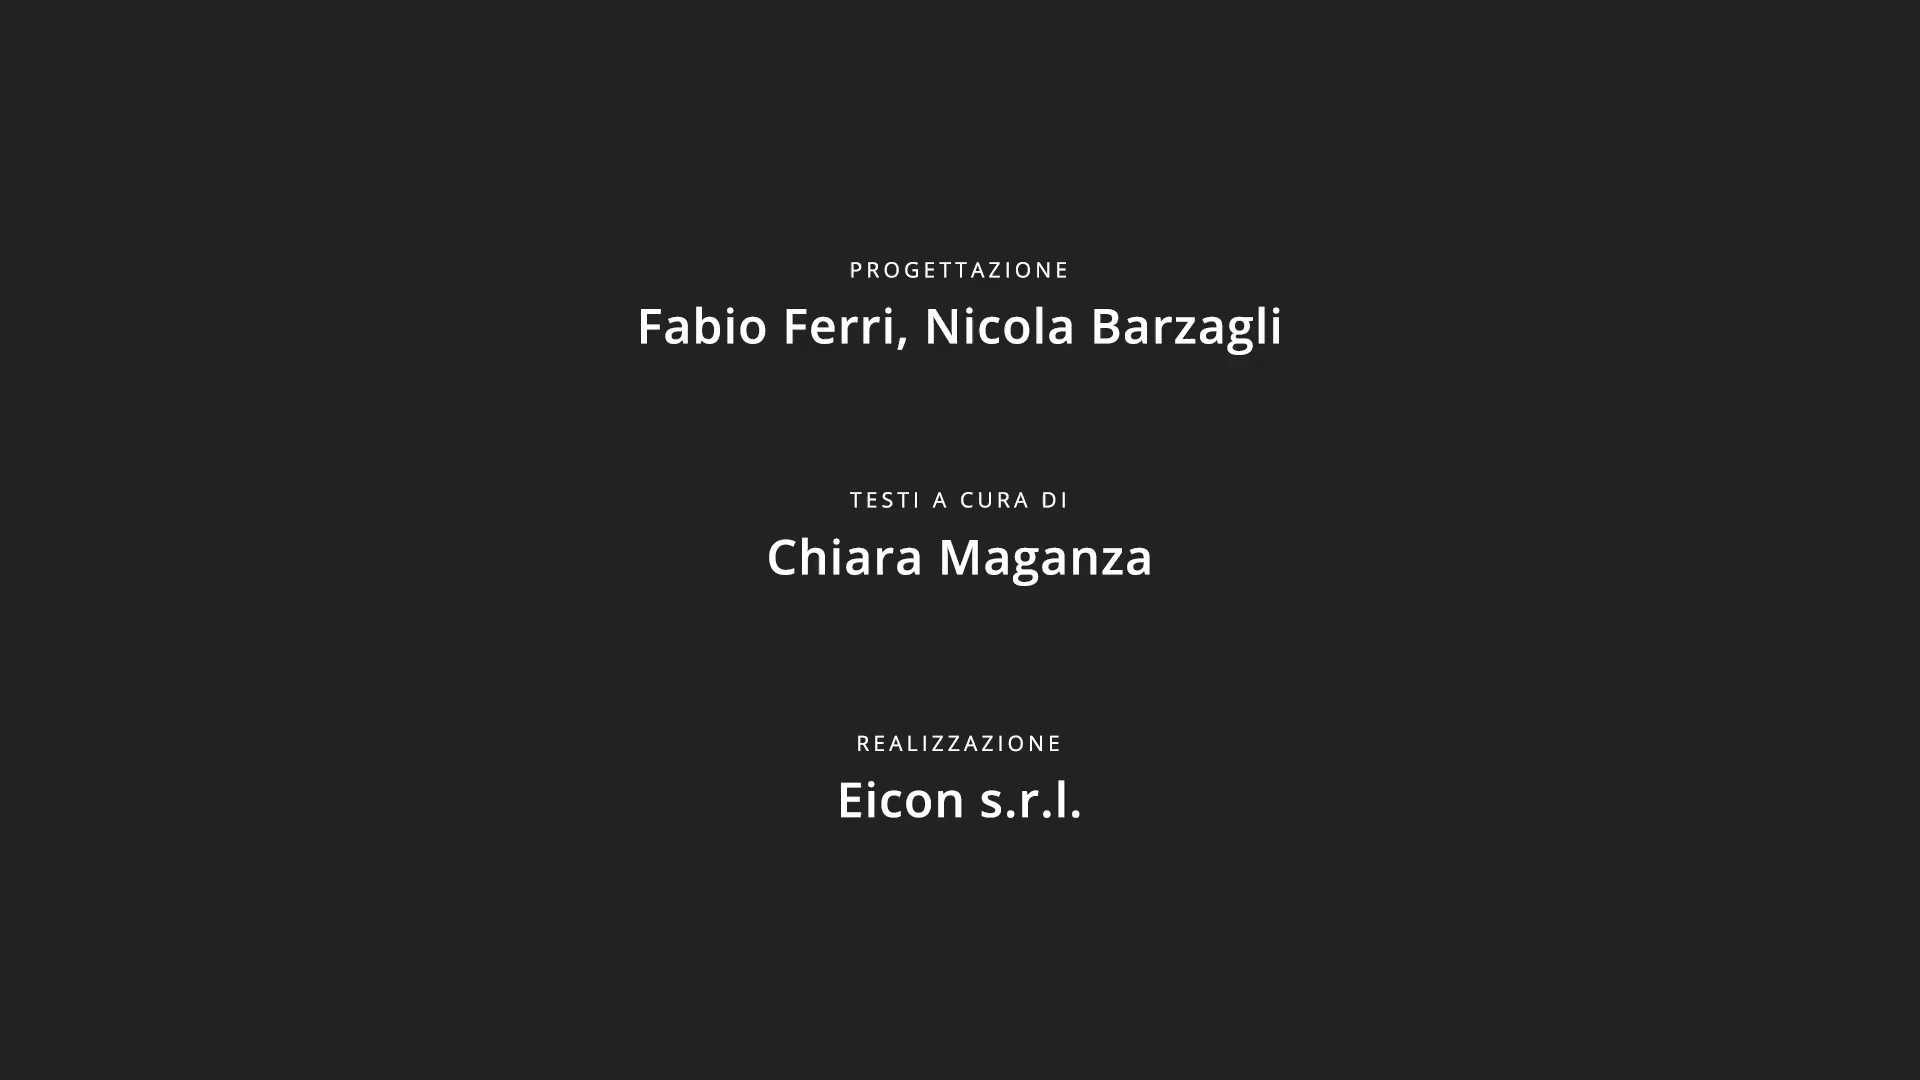 PROGETTAZIONE
Fabio Ferri, Nicola Barzagli
TESTI A CURA DI
Chiara Maganza
REALIZZAZIONE
Eicon s.r.l.